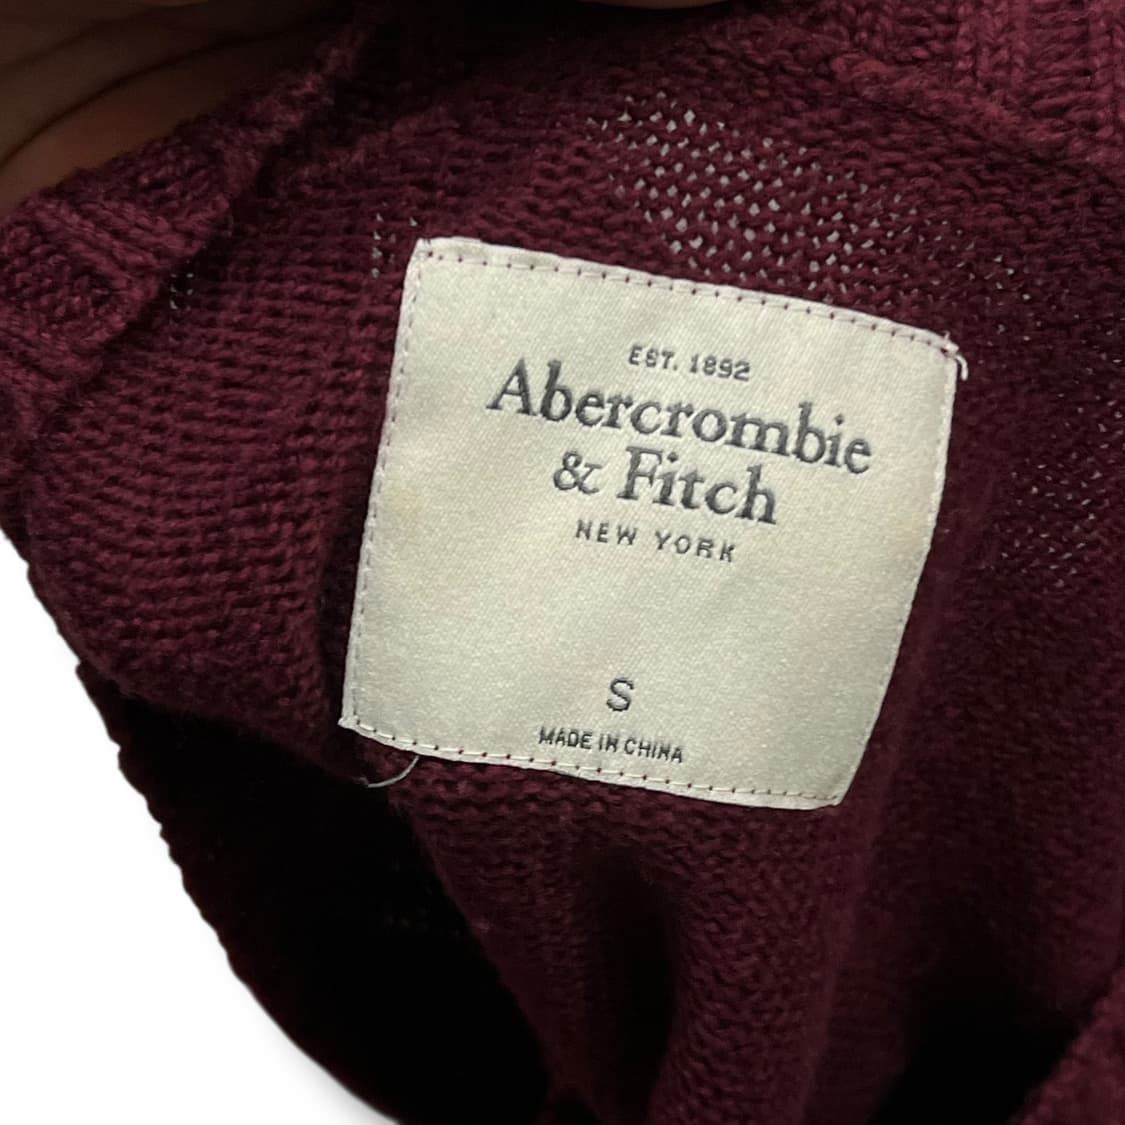 EST. 1892
Abercrombie
& Fitch
NEW YORK
S
MADE IN CHINA